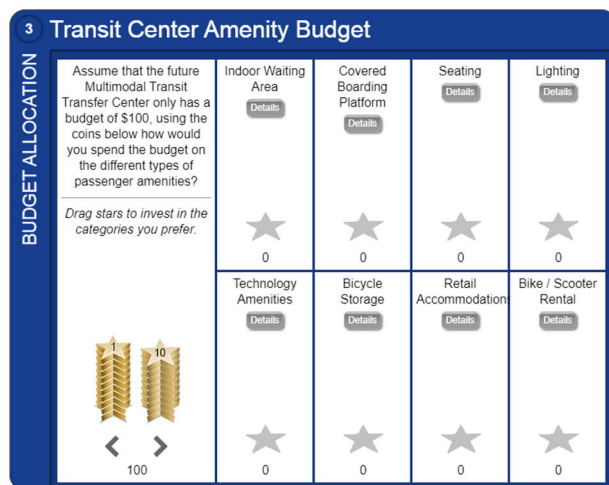 3 Transit Center Amenity Budget
BUDGET ALLOCATION
Assume that the future
Multimodal Transit
Transfer Center only has a
budget of $100, using the
coins below how would
you spend the budget on
the different types of
passenger amenities?
Drag stars to invest in the
categories you prefer.
1 10
100
Indoor Waiting
Area
Details
0
Covered
Boarding
Platform
Details
0
Seating
Details
0
Lighting
Details
0
Technology
Amenities
Details
0
Bicycle
Storage
Details
0
Retail
Accommodations
Details
0
Bike / Scooter
Rental
Details
0